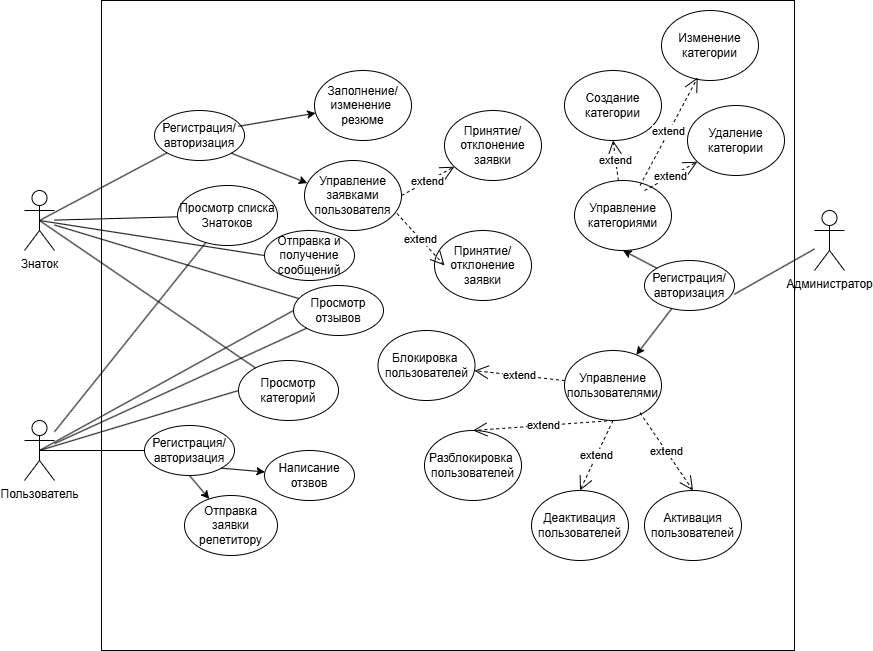 Изменение
категории
Заполнение/
изменение
резюме
Создание
категории
Регистрация/
авторизация
Принятие/
отклонение
заявки
extend
Удаление
категории
extend
extend
extend
Управление
заявками
пользователя
Просмотр списка
Знатоков
Управление
категориями
extend
Знаток
Отправка и
получение
сообщений
Принятие/
отклонение
заявки
Регистрация/
авторизация
Администратор
Просмотр
отзывов
Блокировка
пользователей
extend
Управление
пользователями
Просмотр
категорий
extend
Регистрация/
авторизация
extend
extend
Разблокировка
пользователей
Написание
отзвов
Пользователь
Отправка
заявки
репетитору
Деактивация
пользователей
Активация
пользователей